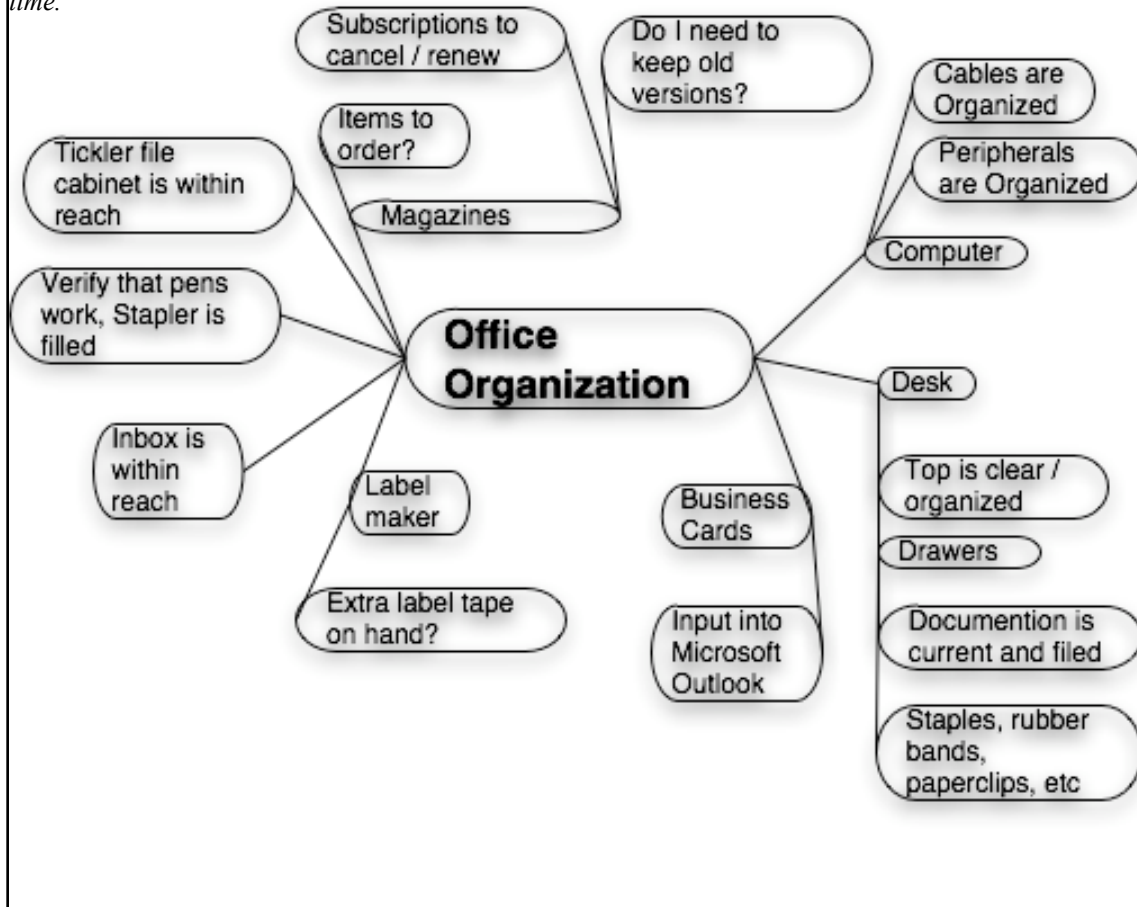 time.
Subscriptions to
cancel / renew
Do I need to
keep old
versions?
Cables are
Organized
Items to
order?
Peripherals
are Organized
Tickler file
cabinet is within
reach
Magazines
Computer
Verify that pens
work, Stapler is
filled
Office
Organization
Desk
Inbox is
within
reach
Label
maker
Business
Cards
Top is clear /
organized
Drawers
Extra label tape
on hand?
Input into
Microsoft
Outlook
Documention is
current and filed
Staples, rubber
bands,
paperclips, etc